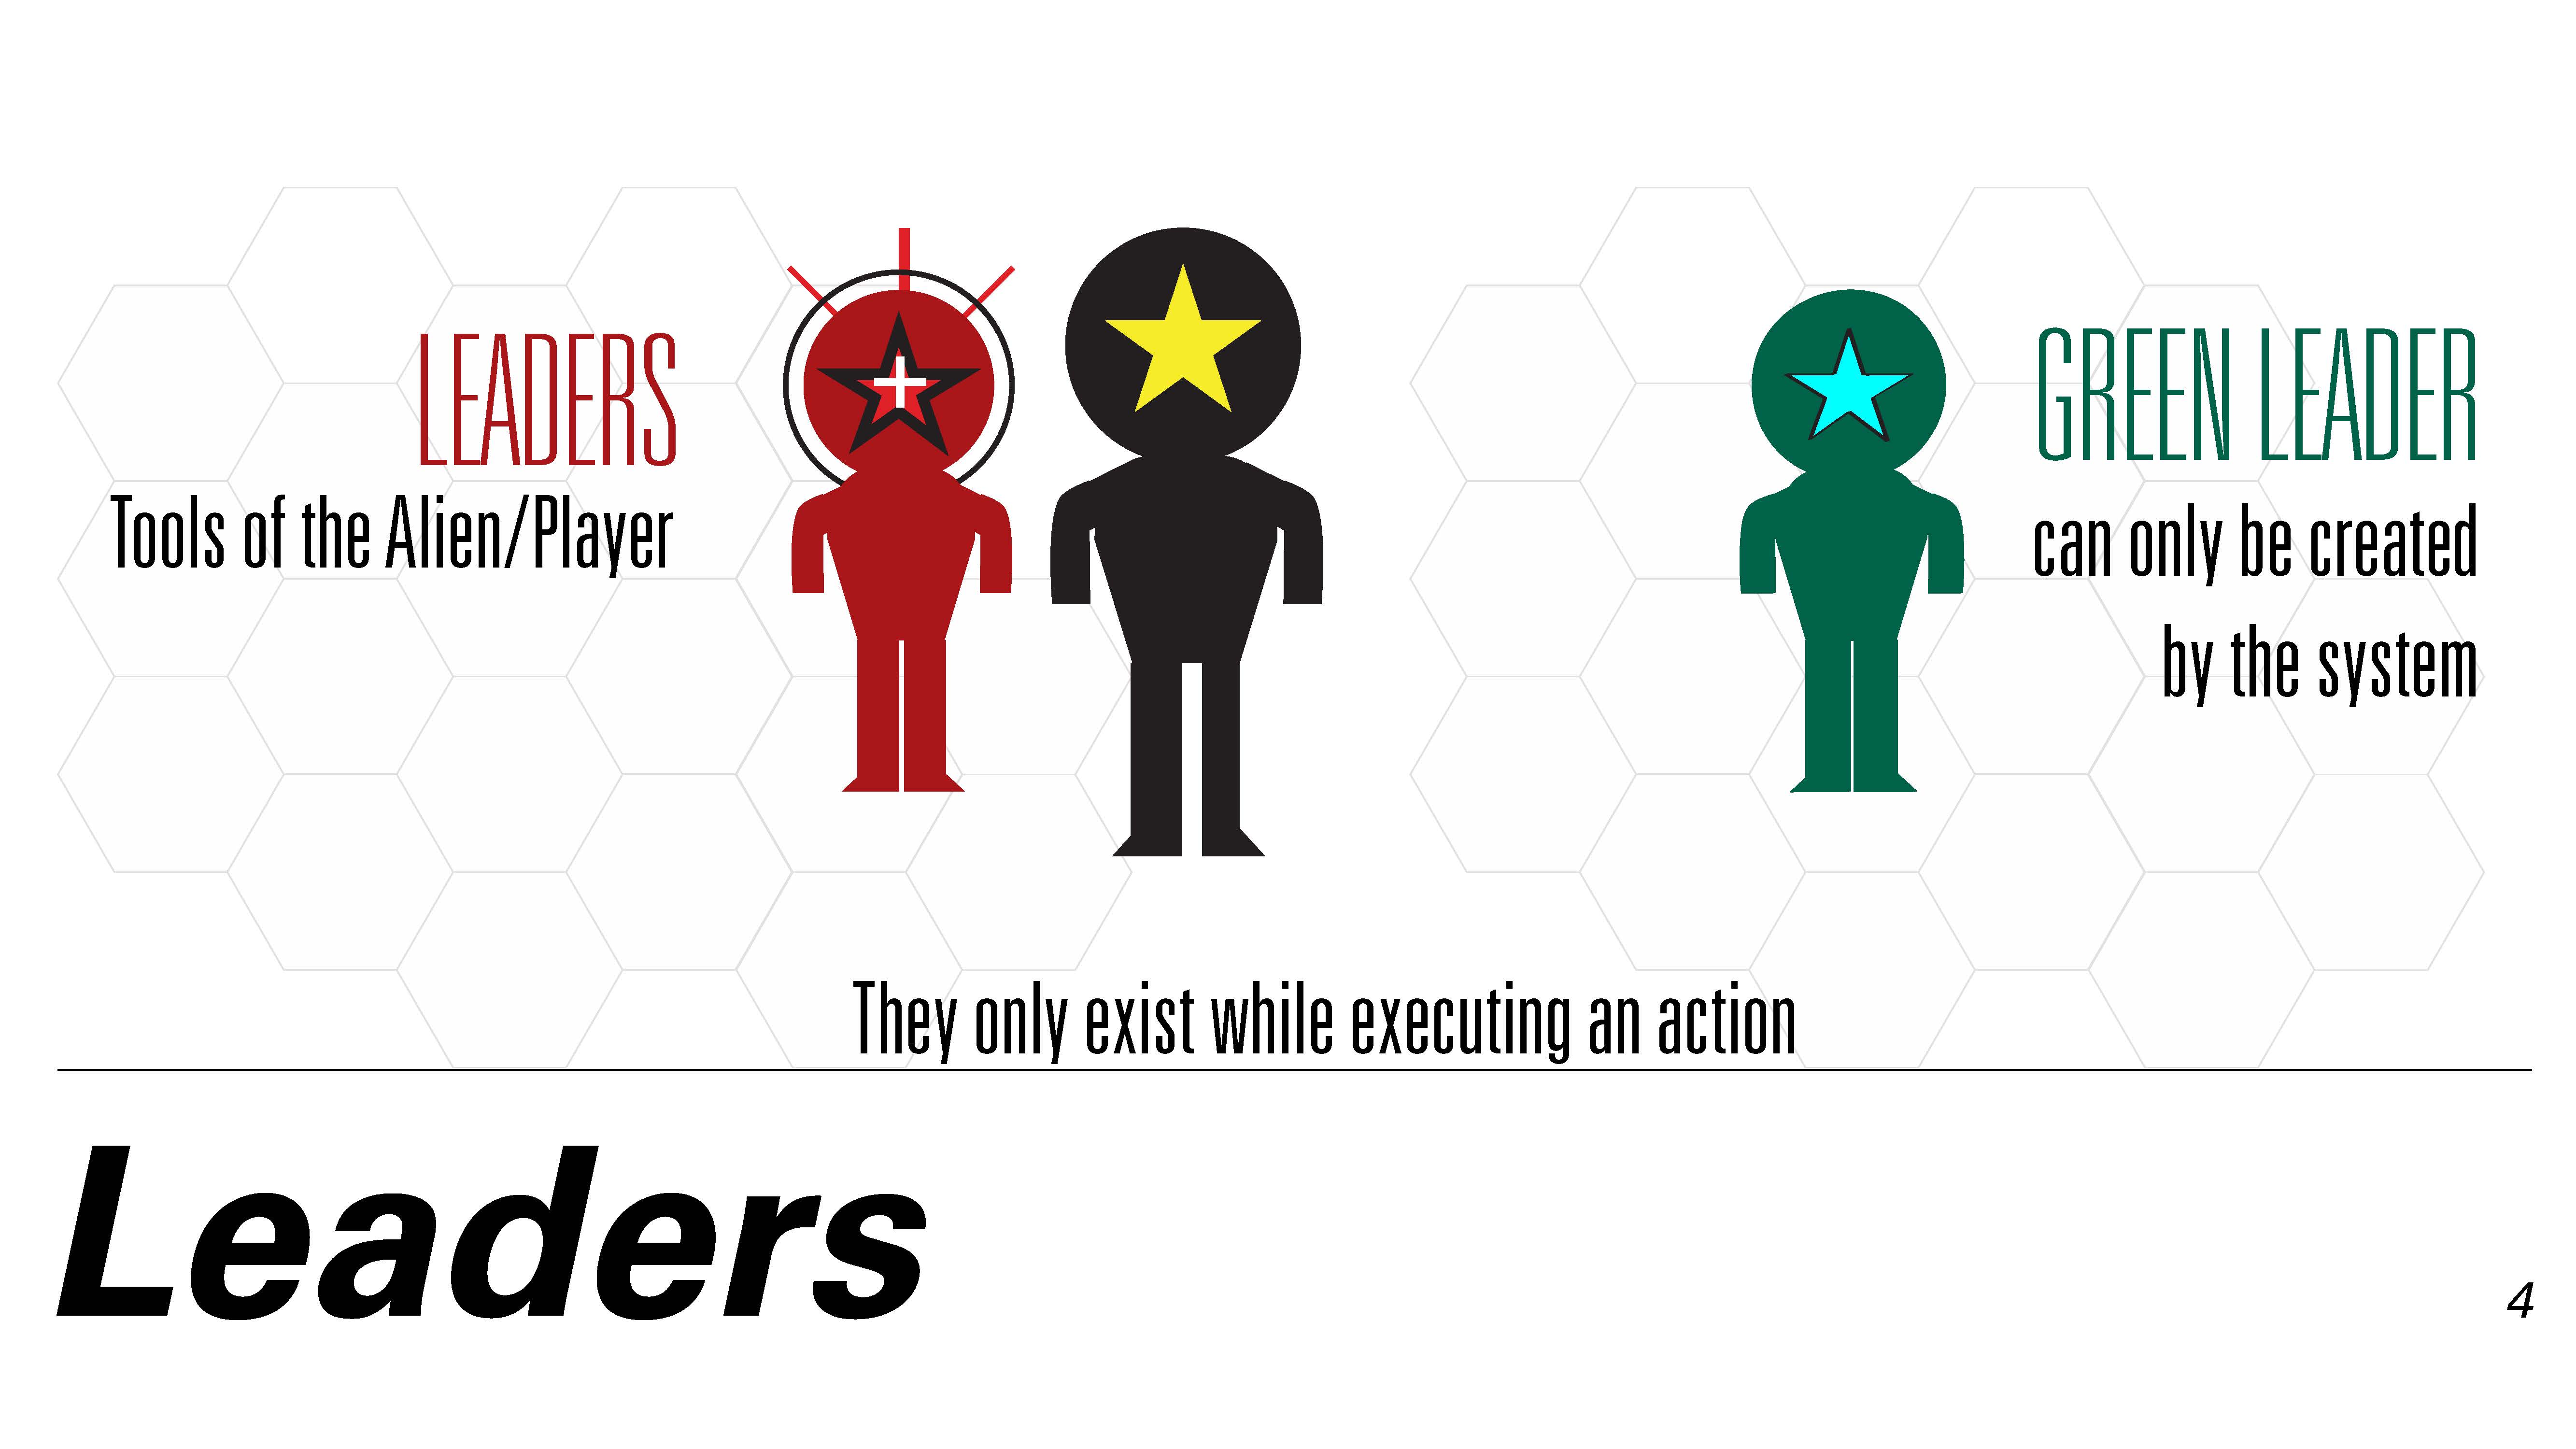 LEADERS
Tools of the Alien/Player
GREEN LEADER
can only be created
by the system
They only exist while executing an action
Leaders
4